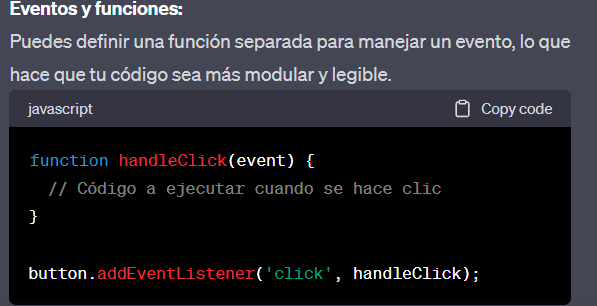 Eventos y funciones:
Puedes definir una función separada para manejar un evento, lo que
hace que tu código sea más modular y legible.
javascript
Copy code
function handleClick(event) {
  // Código a ejecutar cuando se hace clic
}
button.addEventListener('click', handleClick);